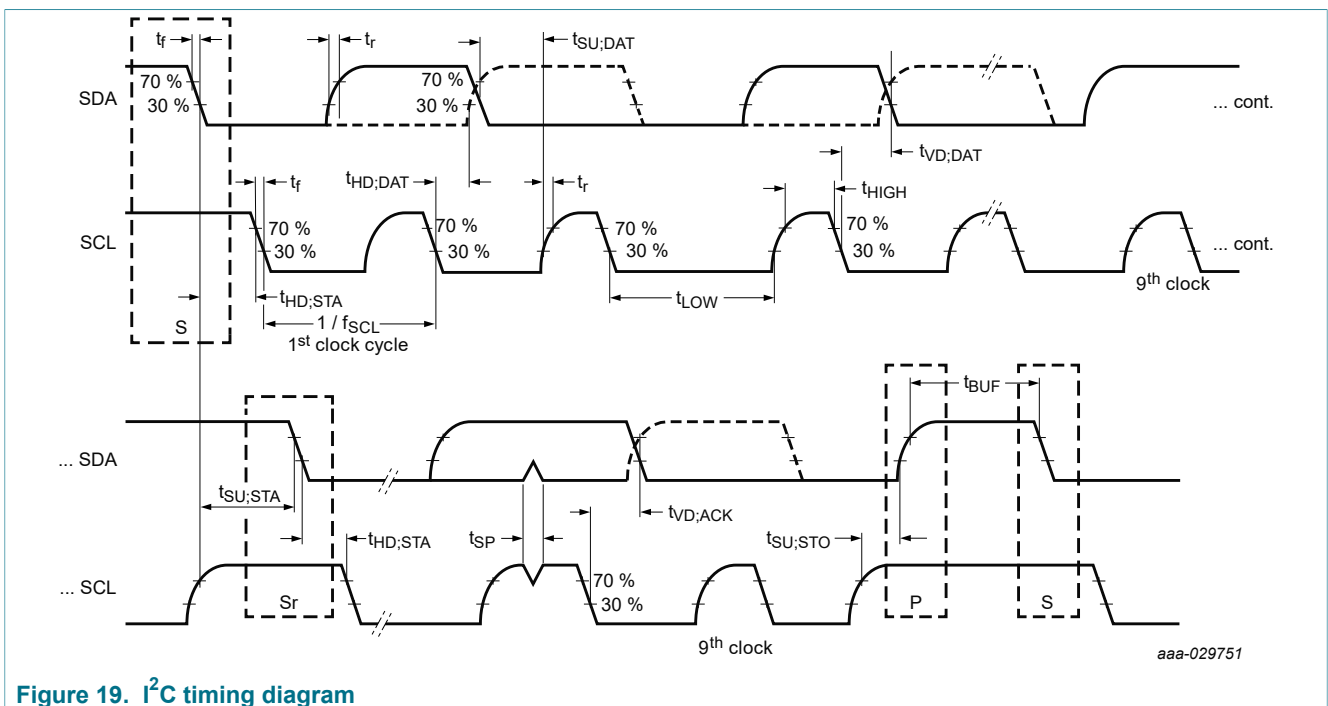 tf
tr
tSU;DAT
70 %
30 %
70 %
30 %
SDA
... cont.
tVD;DAT
tf
tHD;DAT
tr
tHIGH
70 %
30 %
70 %
30 %
70 %
30 %
70 %
30 %
SCL
... cont.
tHD;STA
tLOW
9th clock
S
1 / fSCL
1st clock cycle
tBUF
... SDA
tSU;STA
tVD;ACK
tHD;STA
tSP
tSU;STO
70 %
30 %
... SCL
Sr
P
S
9th clock
aaa-029751
Figure 19. I2C timing diagram